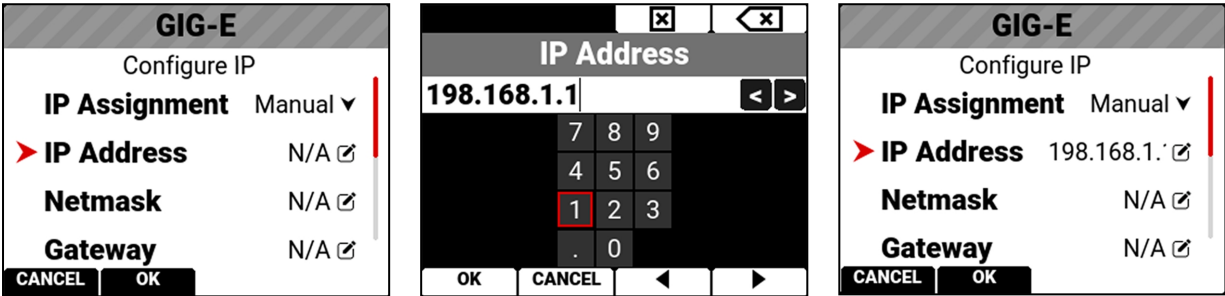 GIG-E
Configure IP
IP Assignment Manual
IP Address N/A
Netmask N/A
Gateway N/A
CANCEL OK
IP Address
198.168.1.1
< >
7 8 9
4 5 6
1 2 3
. 0
OK CANCEL
GIG-E
Configure IP
IP Assignment Manual
IP Address 198.168.1.
Netmask N/A
Gateway N/A
CANCEL OK